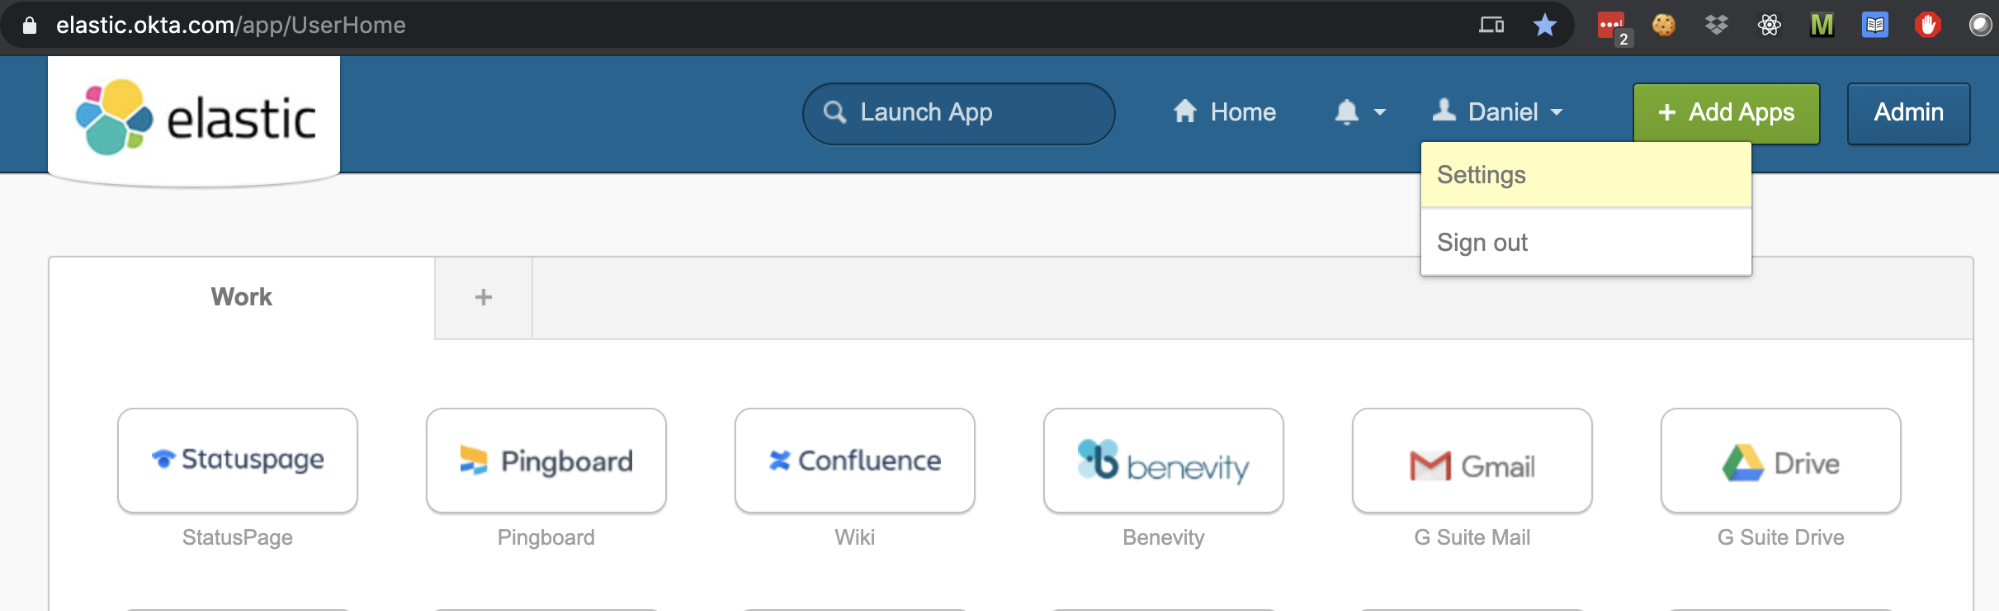 elastic.okta.com/app/UserHome
2
M
elastic
Launch App
Home
Daniel
+ Add Apps
Admin
Settings
Sign out
Work
+
Statuspage
Pingboard
Confluence
benevity
Gmail
Drive
StatusPage
Pingboard
Wiki
Benevity
G Suite Mail
G Suite Drive